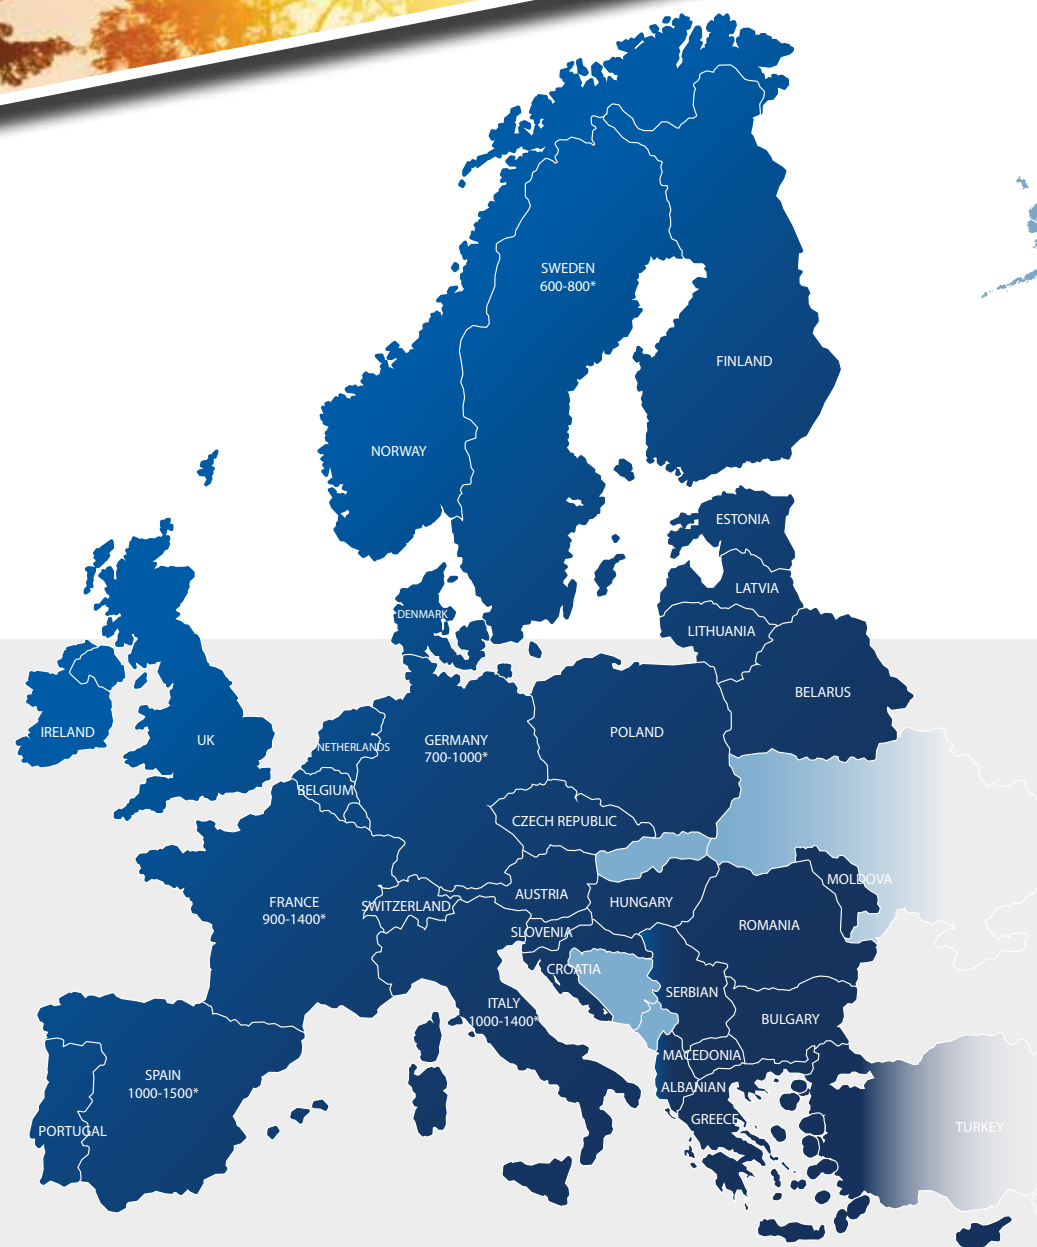 SWEDEN
600-800*
FINLAND
NORWAY
ESTONIA
LATVIA
DENMARK
LITHUANIA
BELARUS
IRELAND
UK
NETHERLANDS
GERMANY
700-1000*
POLAND
BELGIUM
CZECH REPUBLIC
MOLDOVA
FRANCE
900-1400*
SWITZERLAND
AUSTRIA
HUNGARY
ROMANIA
SLOVENIA
CROATIA
SERBIAN
ITALY
1000-1400*
BULGARY
MACEDONIA
SPAIN
1000-1500*
ALBANIAN
GREECE
PORTUGAL
TURKEY